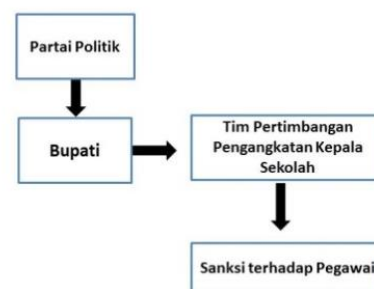 Partai Politik
Bupati
Tim Pertimbangan
Pengangkatan Kepala
Sekolah
Sanksi terhadap Pegawai